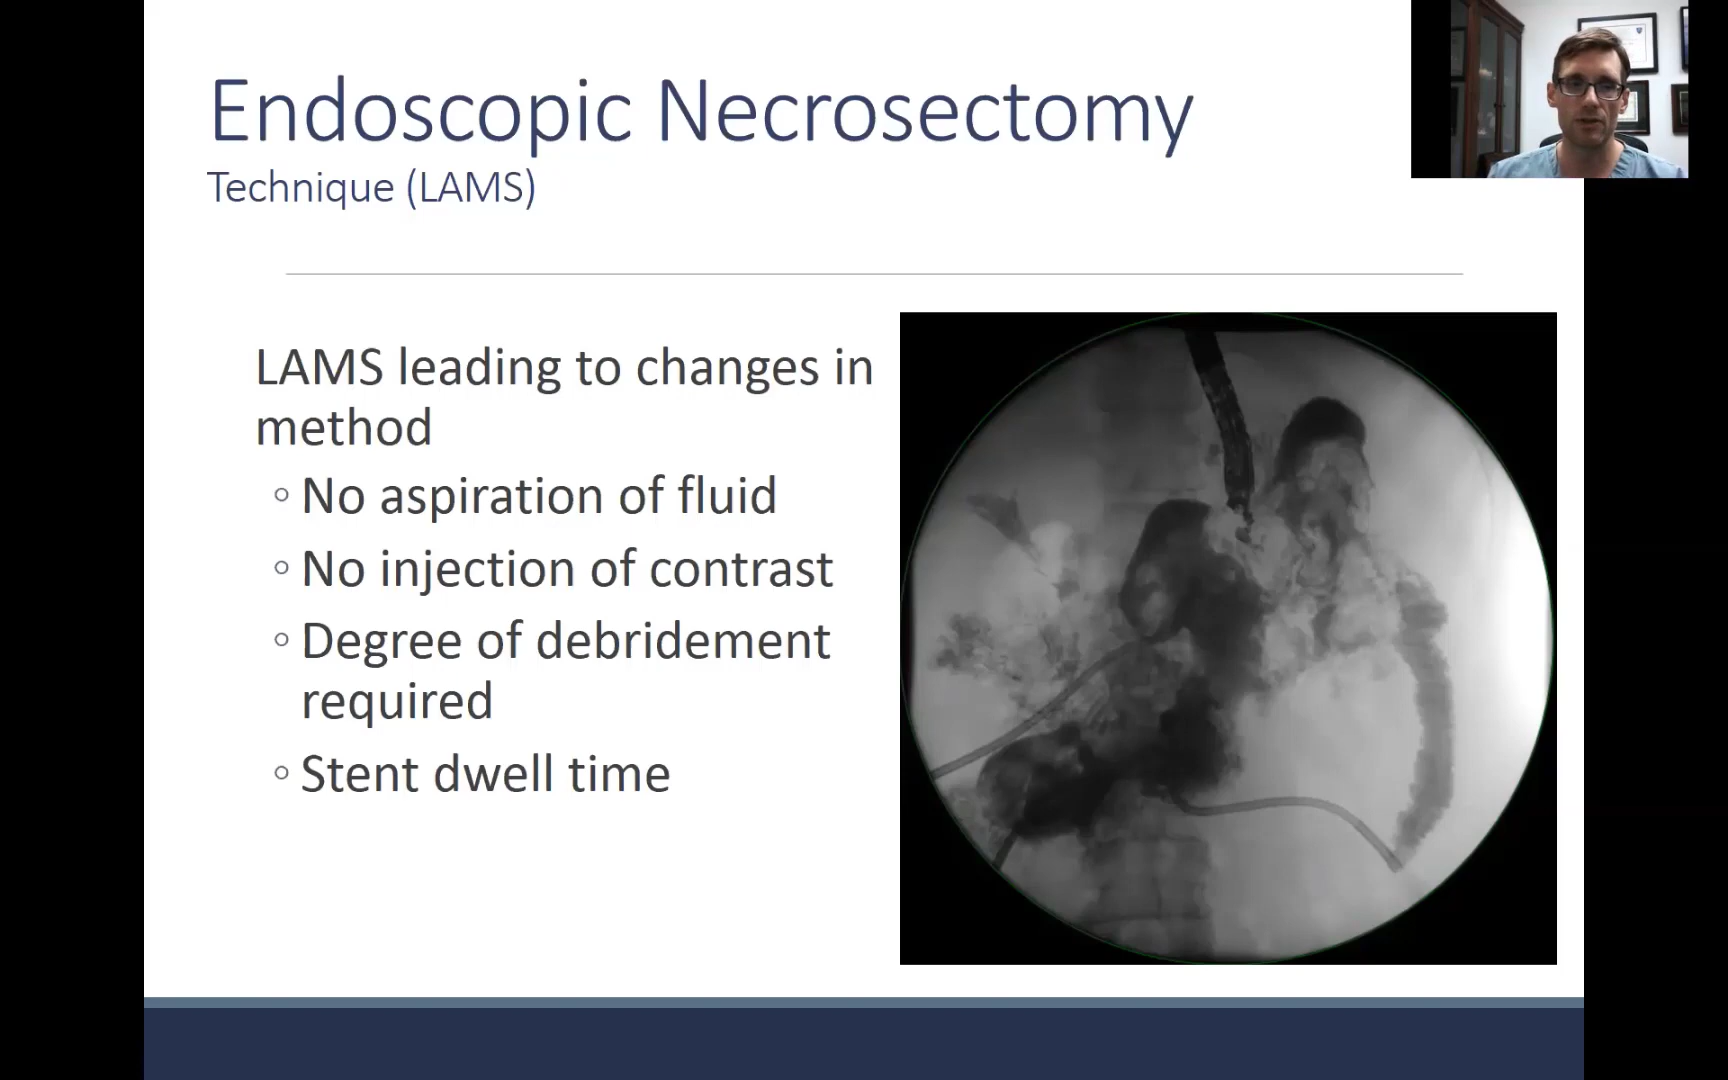 Endoscopic Necrosectomy
Technique (LAMS)
LAMS leading to changes in
method
◦ No aspiration of fluid
◦ No injection of contrast
◦ Degree of debridement
required
◦ Stent dwell time